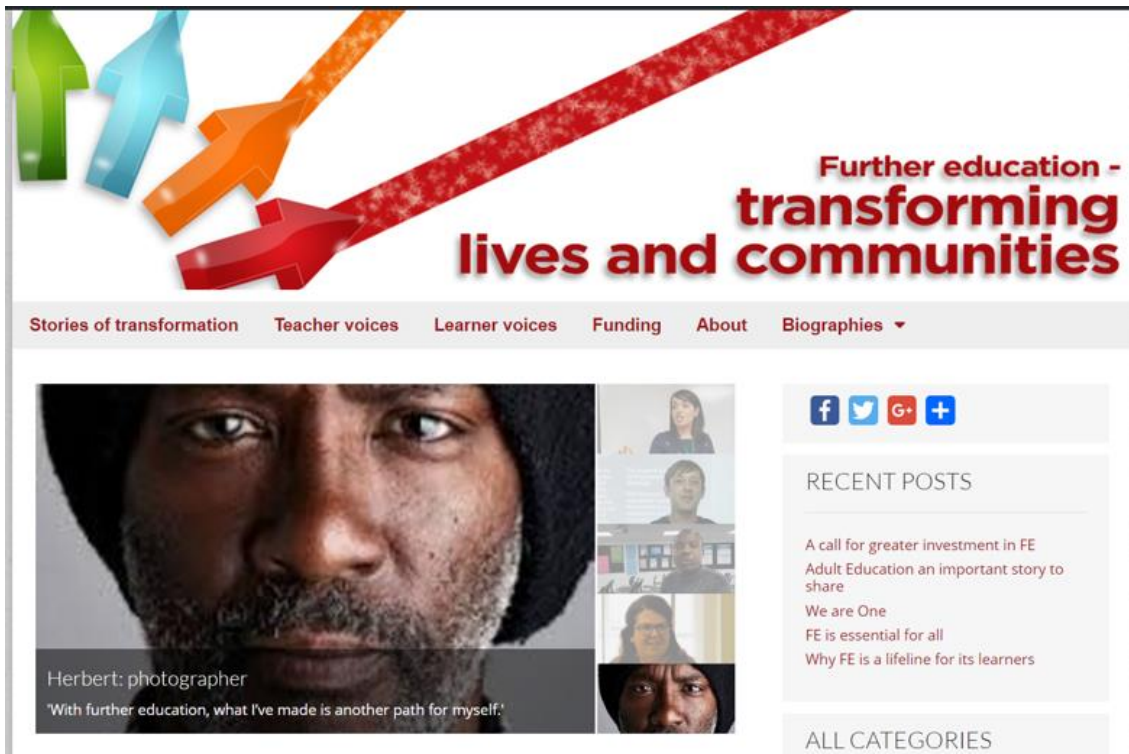 Further education -
transforming
lives and communities
Stories of transformation Teacher voices Learner voices Funding About Biographies
Herbert: photographer
'With further education, what I've made is another path for myself.'
RECENT POSTS
A call for greater investment in FE
Adult Education an important story to
share
We are One
FE is essential for all
Why FE is a lifeline for its learners
ALL CATEGORIES